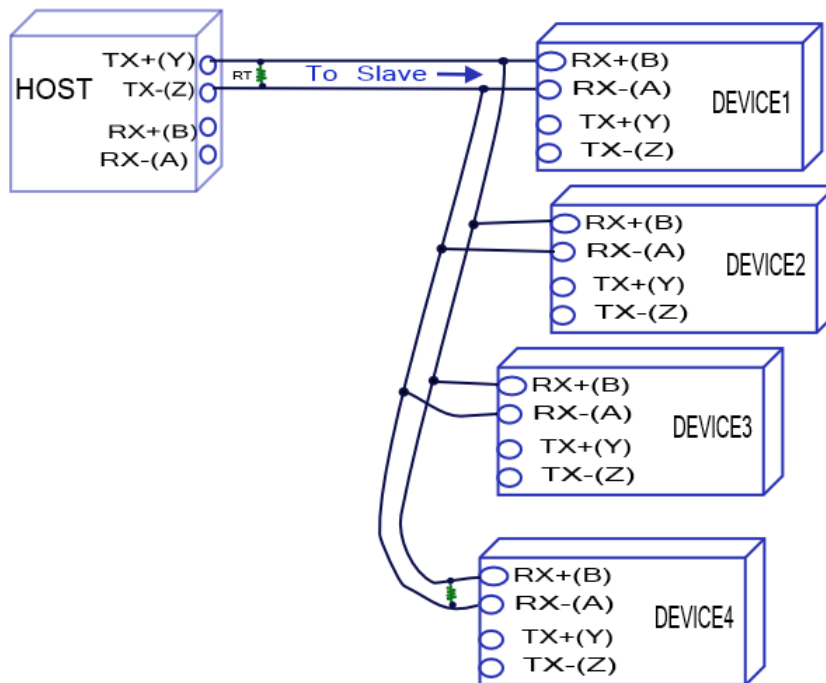 HOST
TX+(Y)
TX-(Z)
RX+(B)
RX-(A)
RT
To Slave
RX+(B)
RX-(A)
TX+(Y)
TX-(Z)
DEVICE1
RX+(B)
RX-(A)
TX+(Y)
TX-(Z)
DEVICE2
RX+(B)
RX-(A)
TX+(Y)
TX-(Z)
DEVICE3
RX+(B)
RX-(A)
TX+(Y)
TX-(Z)
DEVICE4